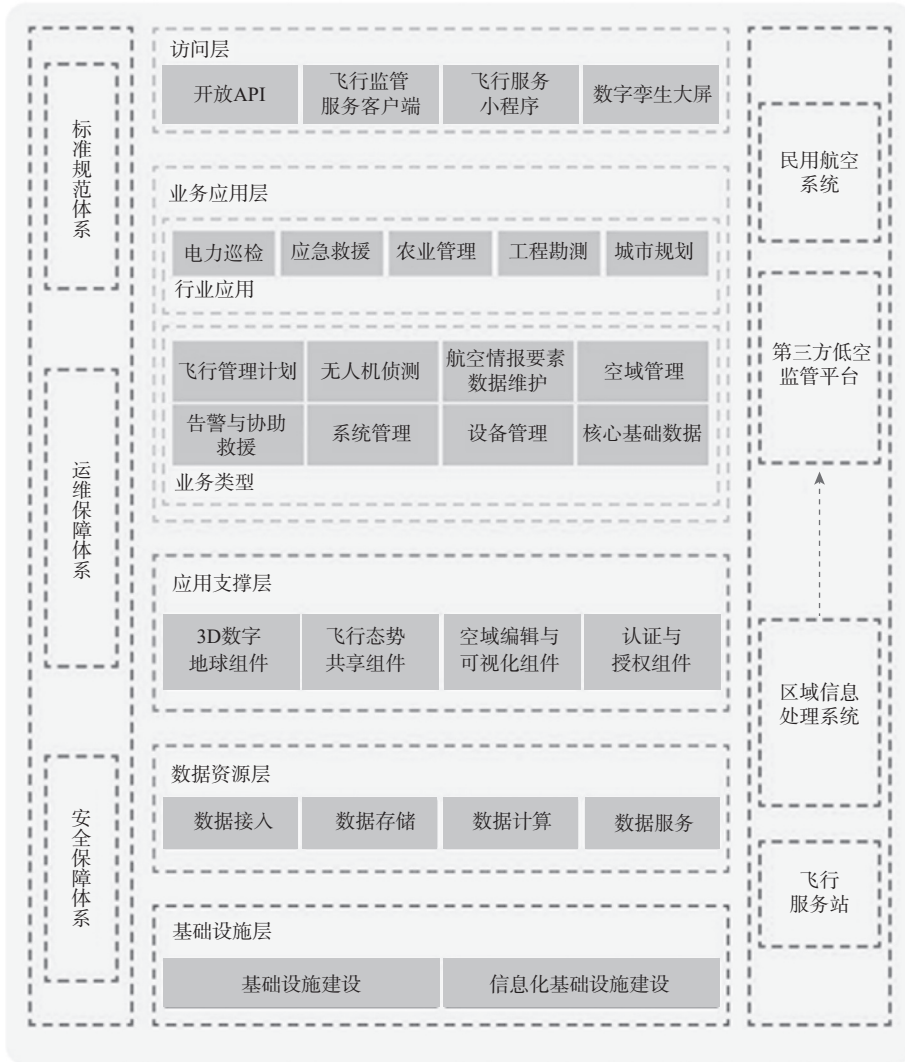 标准规范体系
运维保障体系
安全保障体系
访问层
开放API
飞行监管
服务客户端
飞行服务
小程序
数字孪生大屏
业务应用层
电力巡检
应急救援
农业管理
工程勘测
城市规划
行业应用
飞行管理计划
无人机侦测
航空情报要素
数据维护
空域管理
告警与协助
救援
系统管理
设备管理
核心基础数据
业务类型
应用支撑层
3D数字
地球组件
飞行态势
共享组件
空域编辑与
可视化组件
认证与
授权组件
数据资源层
数据接入
数据存储
数据计算
数据服务
基础设施层
基础设施建设
信息化基础设施建设
民用航空
系统
第三方低空
监管平台
区域信息
处理系统
飞行
服务站